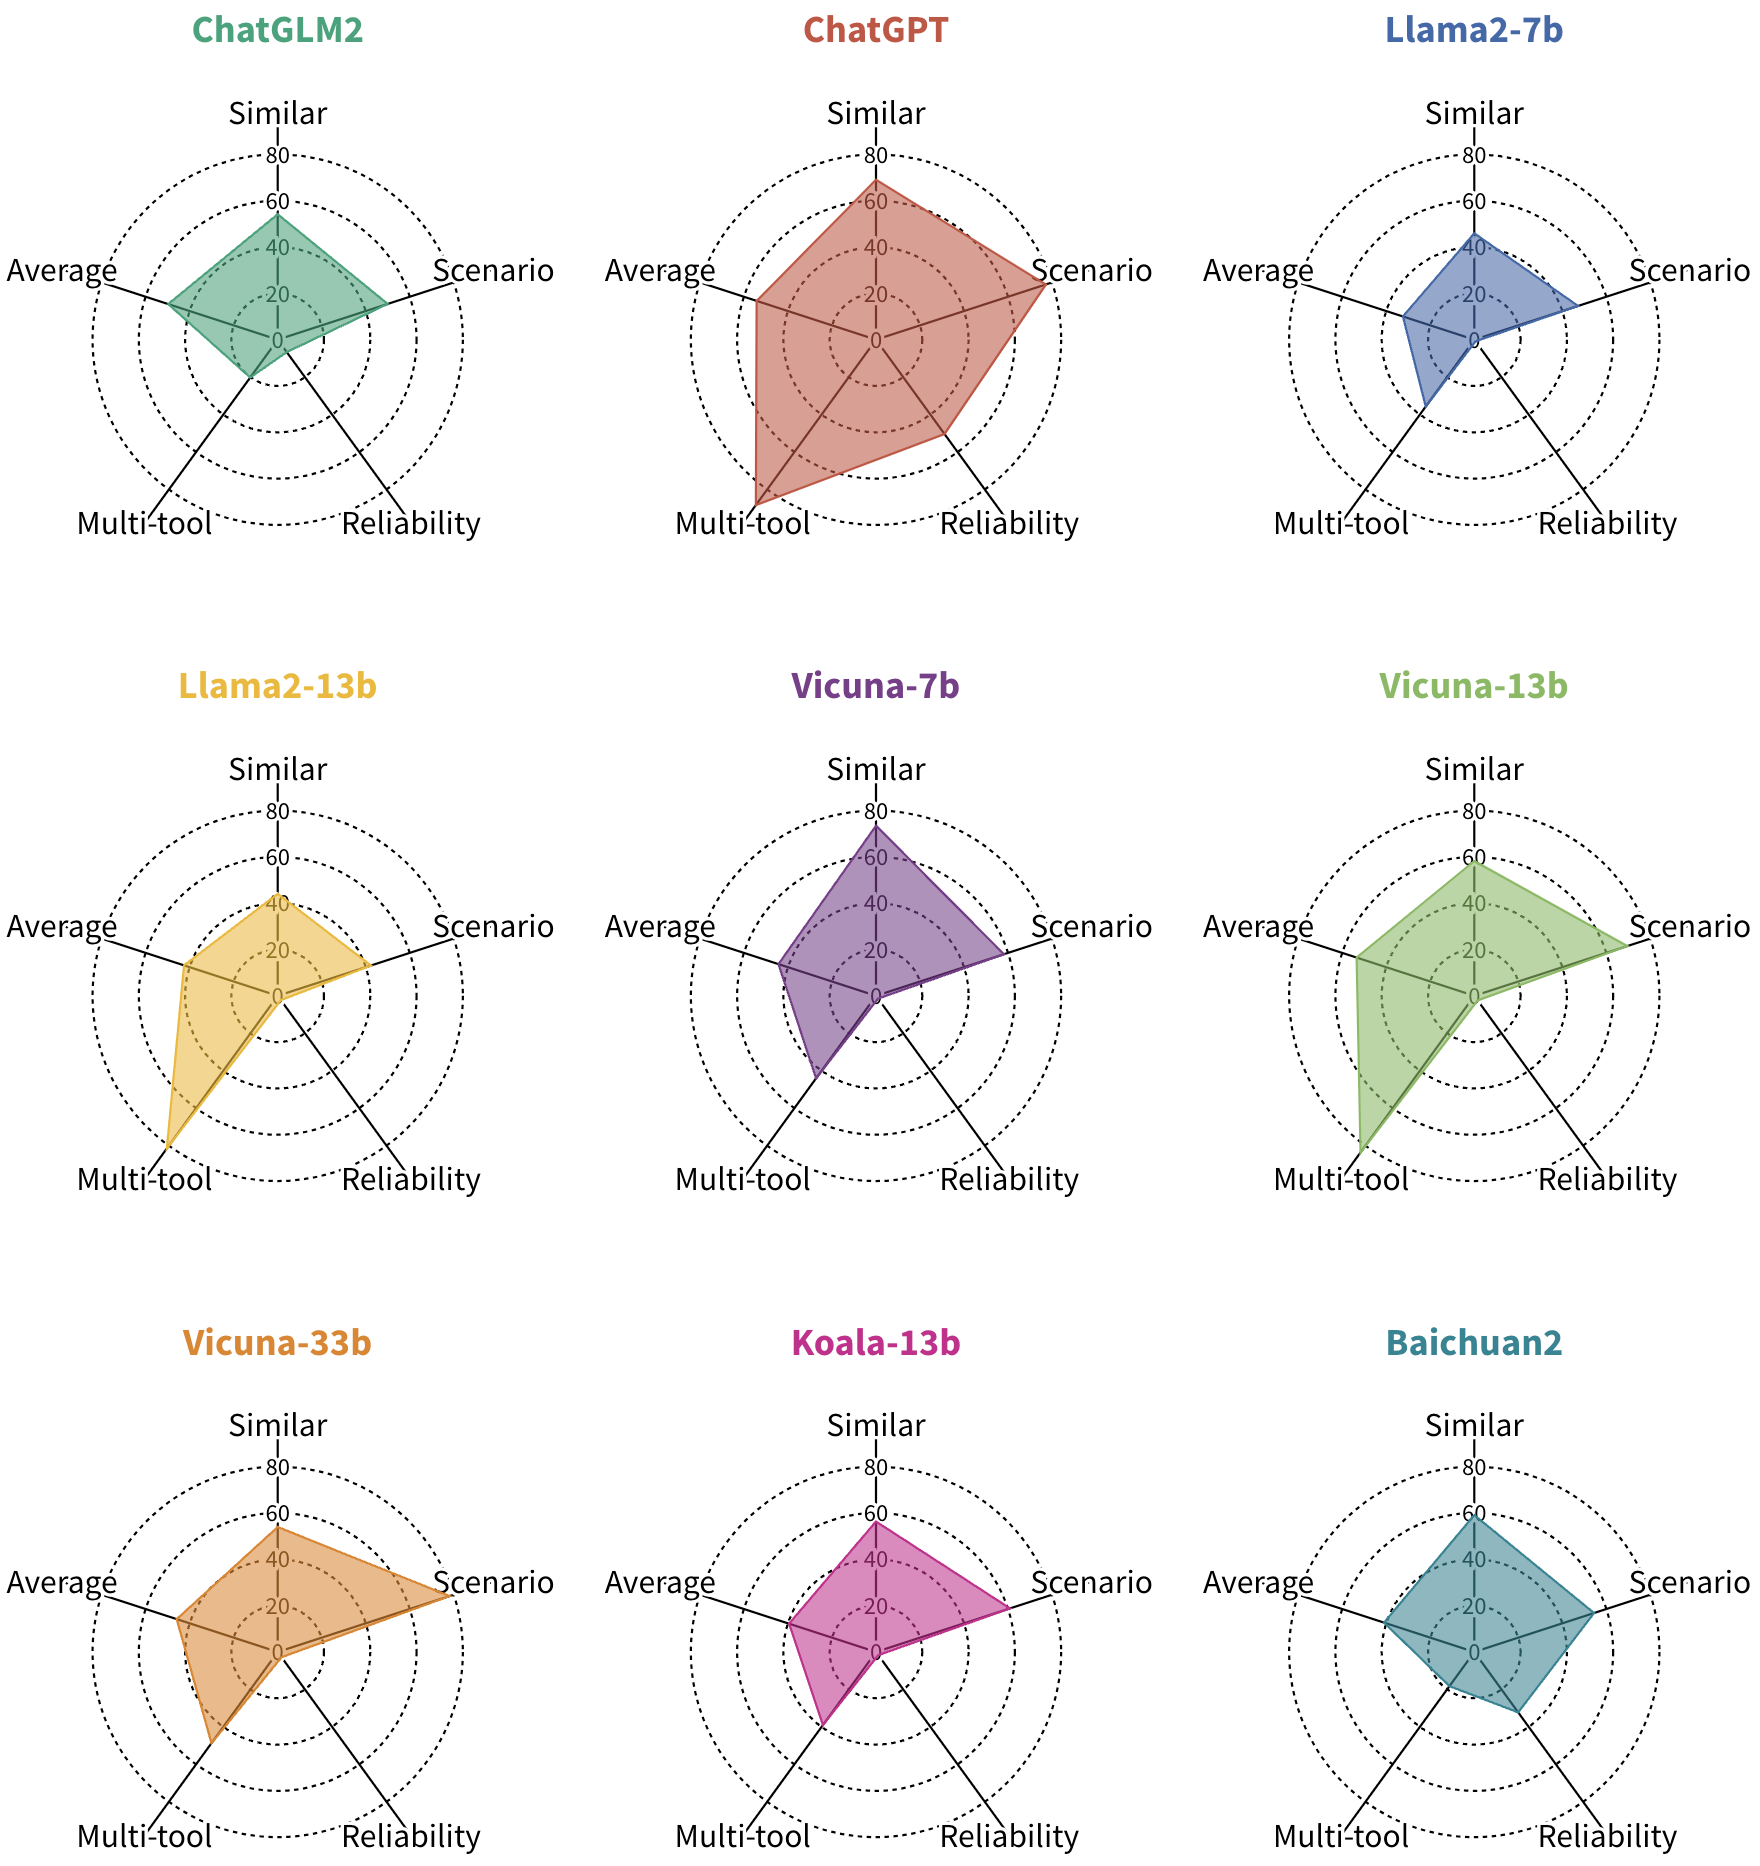 ChatGLM2
Similar
80
60
40
20
0
Average
Scenario
Multi-tool
Reliability
ChatGPT
Similar
80
60
40
20
0
Average
Scenario
Multi-tool
Reliability
Llama2-7b
Similar
80
60
40
20
0
Average
Scenario
Multi-tool
Reliability
Llama2-13b
Similar
80
60
40
20
0
Average
Scenario
Multi-tool
Reliability
Vicuna-7b
Similar
80
60
40
20
0
Average
Scenario
Multi-tool
Reliability
Vicuna-13b
Similar
80
60
40
20
0
Average
Scenario
Multi-tool
Reliability
Vicuna-33b
Similar
80
60
40
20
0
Average
Scenario
Multi-tool
Reliability
Koala-13b
Similar
80
60
40
20
0
Average
Scenario
Multi-tool
Reliability
Baichuan2
Similar
80
60
40
20
0
Average
Scenario
Multi-tool
Reliability